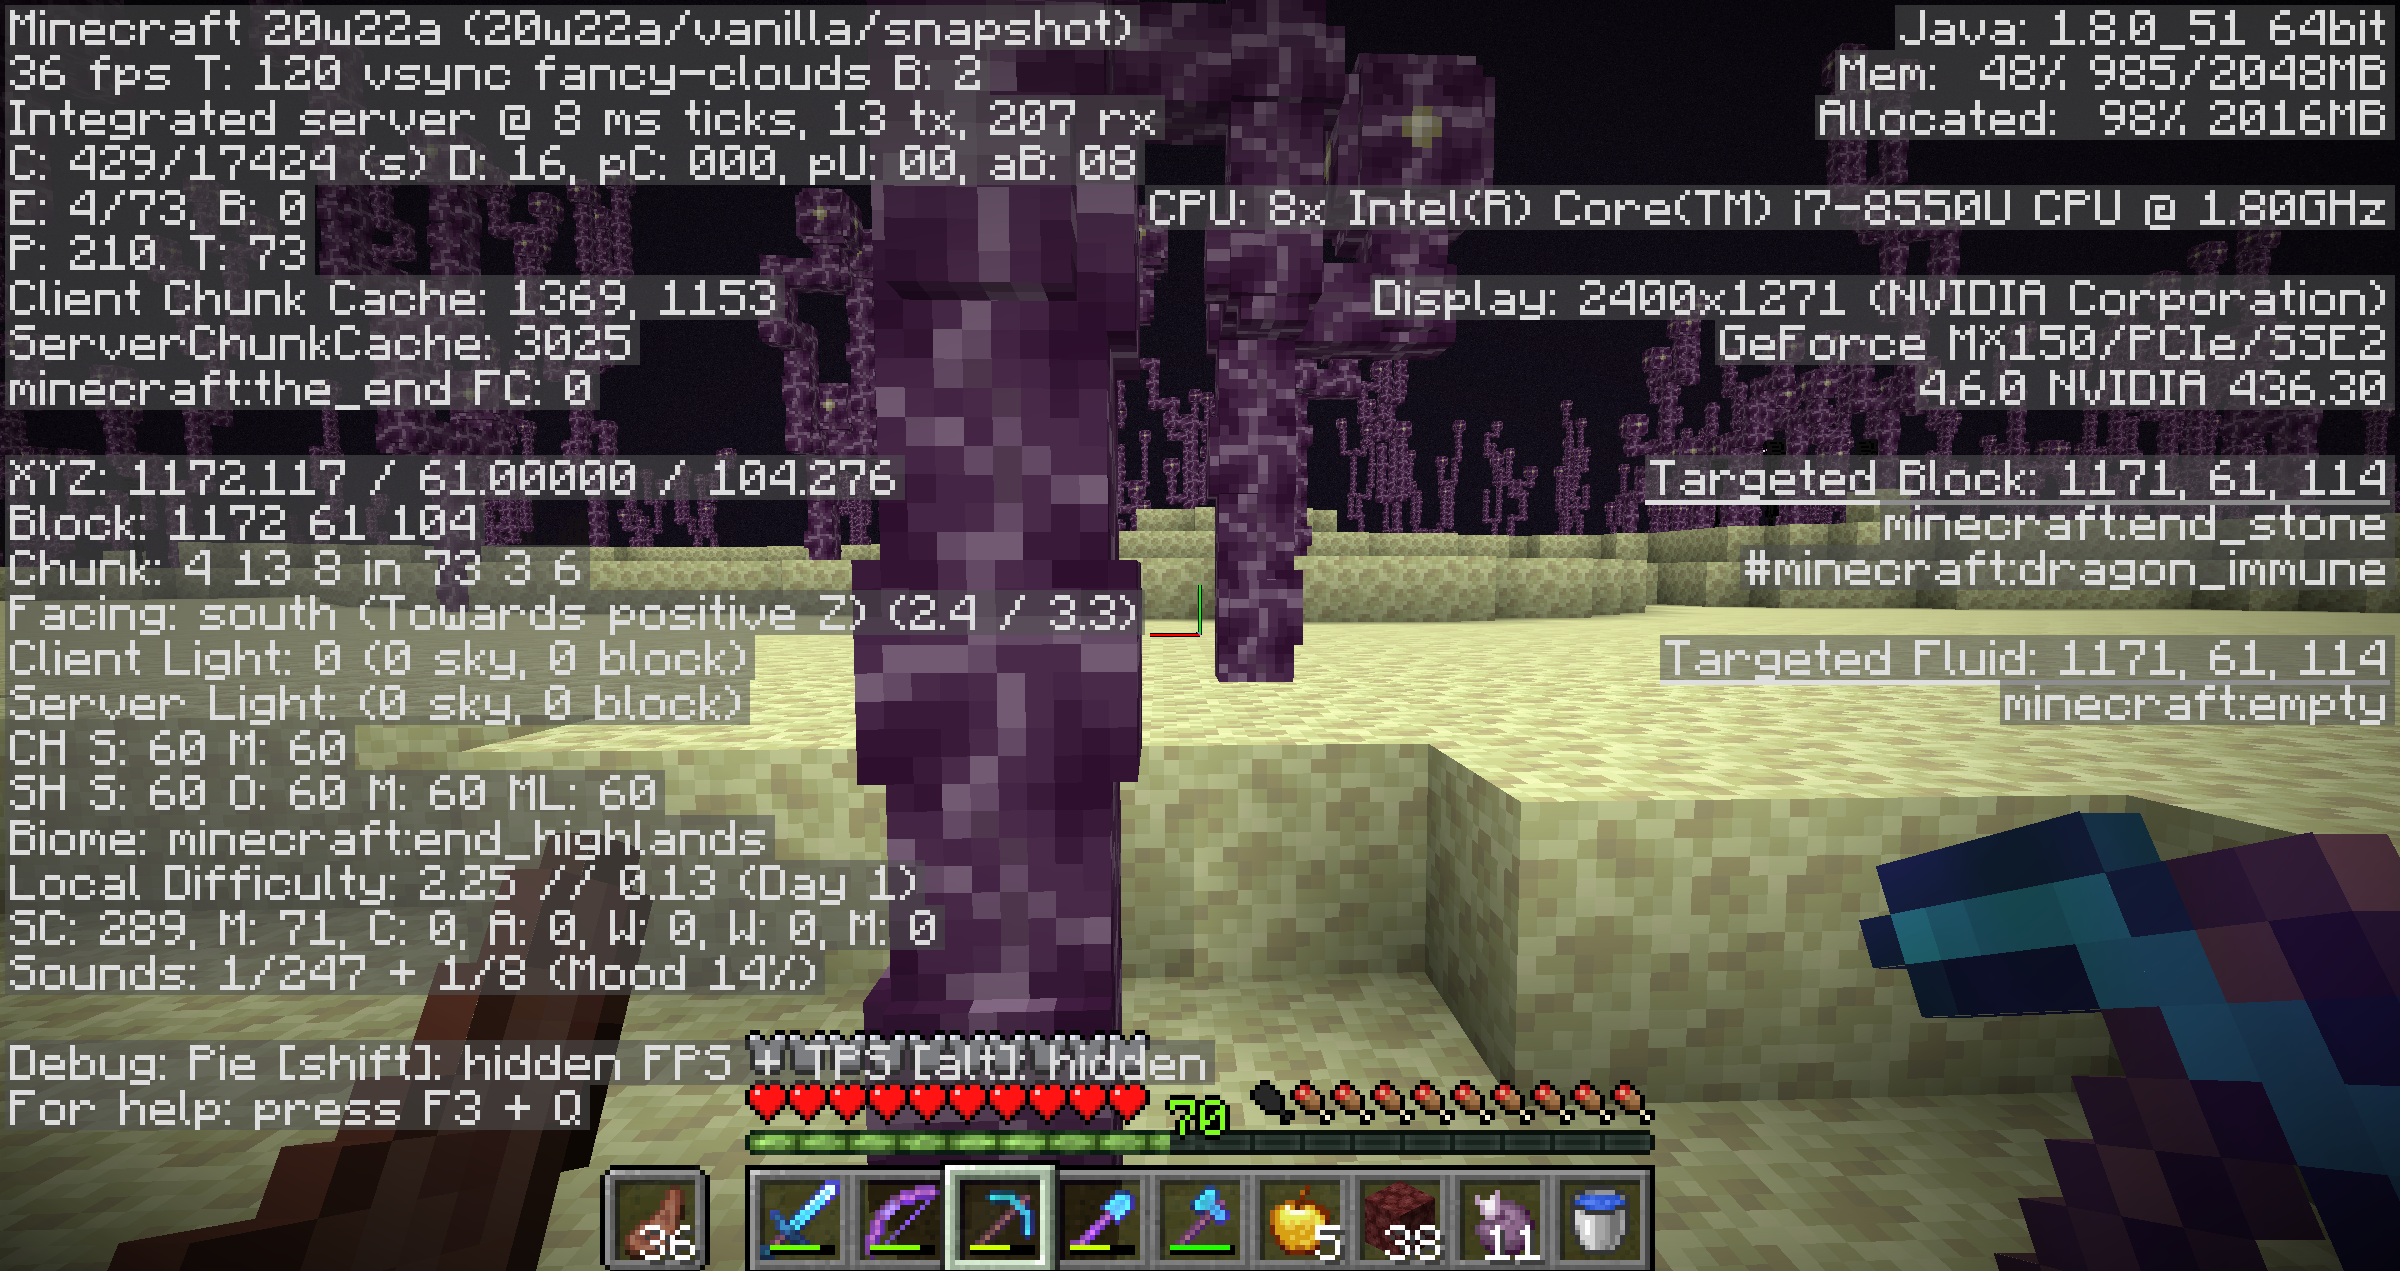 Minecraft 20w22a (20w22a/vanilla/snapshot)
36 fps T: 120 vsync fancy-clouds B: 2
Integrated server @ 8 ms ticks, 13 tx, 207 rx
C: 429/17424 (s) D: 16, pC: 000, pU: 00, aB: 08
E: 4/73, B: 0
P: 210. T: 73
Client Chunk Cache: 1369, 1153
ServerChunkCache: 3025
minecraft:the_end FC: 0
XYZ: 1172.117 / 61.00000 / 104.276
Block: 1172 61 104
Chunk: 4 13 8 in 73 3 6
Facing: south (Towards positive Z) (2.4 / 3.3)
Client Light: 0 (0 sky, 0 block)
Server Light: (0 sky, 0 block)
CH S: 60 M: 60
SH S: 60 O: 60 M: 60 ML: 60
Biome: minecraft:end_highlands
Local Difficulty: 2.25 // 0.13 (Day 1)
SC: 289, M: 71, C: 0, A: 0, W: 0, W: 0, M: 0
Sounds: 1/247 + 1/8 (Mood 14%)
Debug: Pie [shift]: hidden FPS + TPS [alt]: hidden
For help: press F3 + Q
Java: 1.8.0_51 64bit
Mem: 48% 985/2048MB
Allocated: 98% 2016MB
CPU: 8x Intel(R) Core(TM) i7-8550U CPU @ 1.80GHz
Display: 2400x1271 (NVIDIA Corporation)
GeForce MX150/PCIe/SSE2
4.6.0 NVIDIA 436.30
Targeted Block: 1171, 61, 114
minecraft:end_stone
#minecraft:dragon_immune
Targeted Fluid: 1171, 61, 114
minecraft:empty
70
36 5 38 11